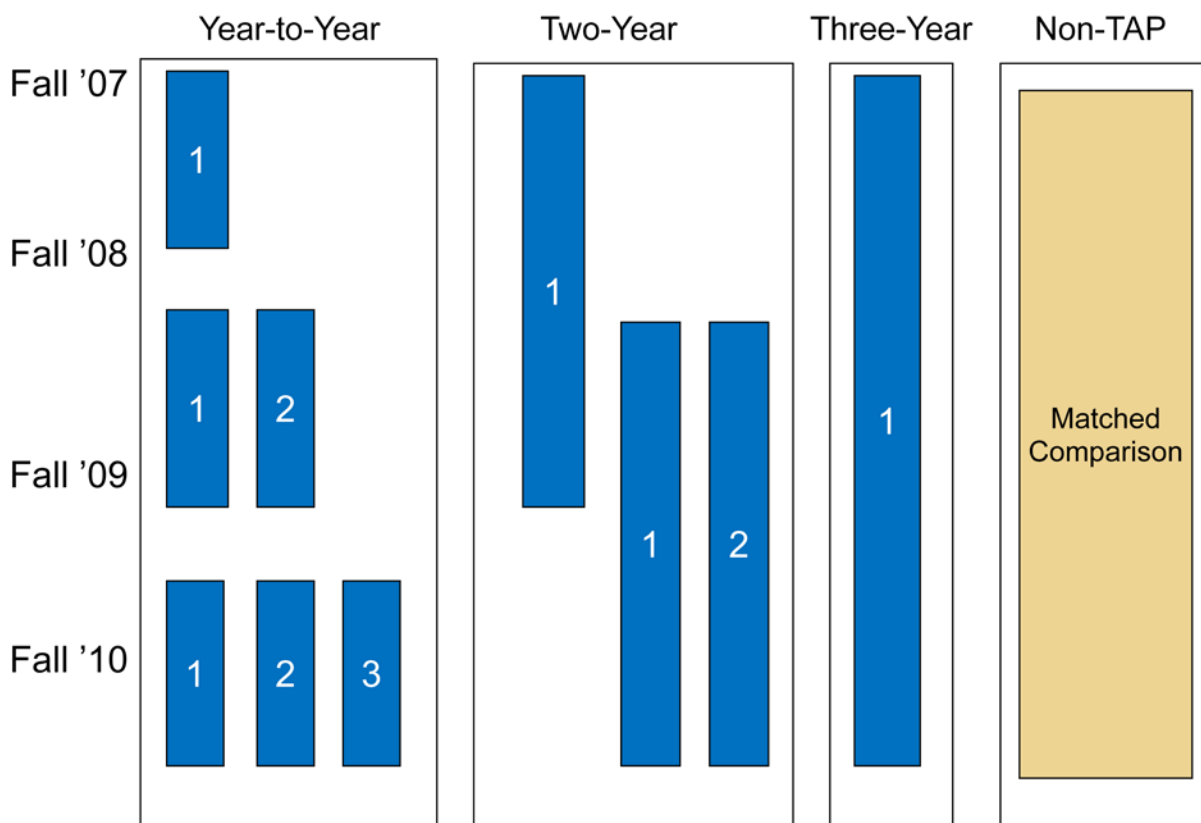 Year-to-Year
Two-Year
Three-Year
Non-TAP
Fall ’07
1
Fall ’08
1
1
2
Fall ’09
1
Matched
Comparison
1
2
Fall ’10
1
2
3